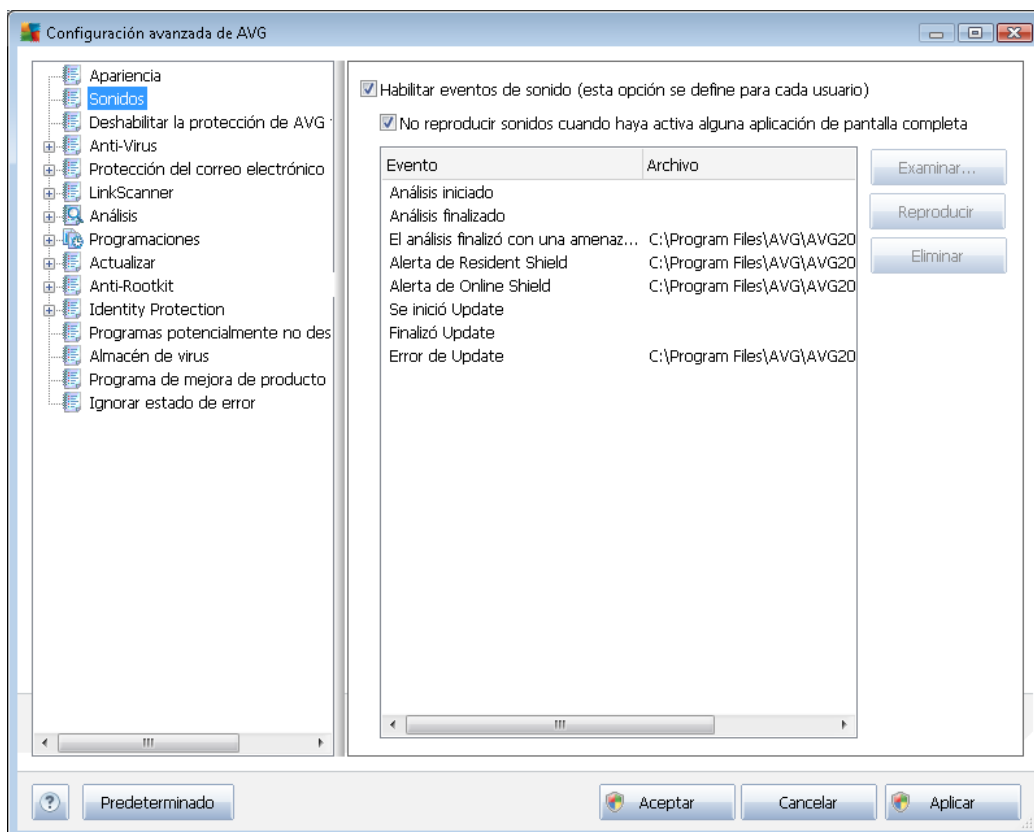 Configuración avanzada de AVG
Apariencia
Sonidos
Deshabilitar la protección de AVG
Anti-Virus
Protección del correo electrónico
LinkScanner
Análisis
Programaciones
Actualizar
Anti-Rootkit
Identity Protection
Programas potencialmente no des
Almacén de virus
Programa de mejora de producto
Ignorar estado de error
Habilitar eventos de sonido (esta opción se define para cada usuario)
No reproducir sonidos cuando haya activa alguna aplicación de pantalla completa
Evento Archivo
Análisis iniciado
Análisis finalizado
El análisis finalizó con una amenaz... C:\Program Files\AVG\AVG20
Alerta de Resident Shield C:\Program Files\AVG\AVG20
Alerta de Online Shield C:\Program Files\AVG\AVG20
Se inició Update
Finalizó Update
Error de Update C:\Program Files\AVG\AVG20
Examinar...
Reproducir
Eliminar
? Predeterminado Aceptar Cancelar Aplicar